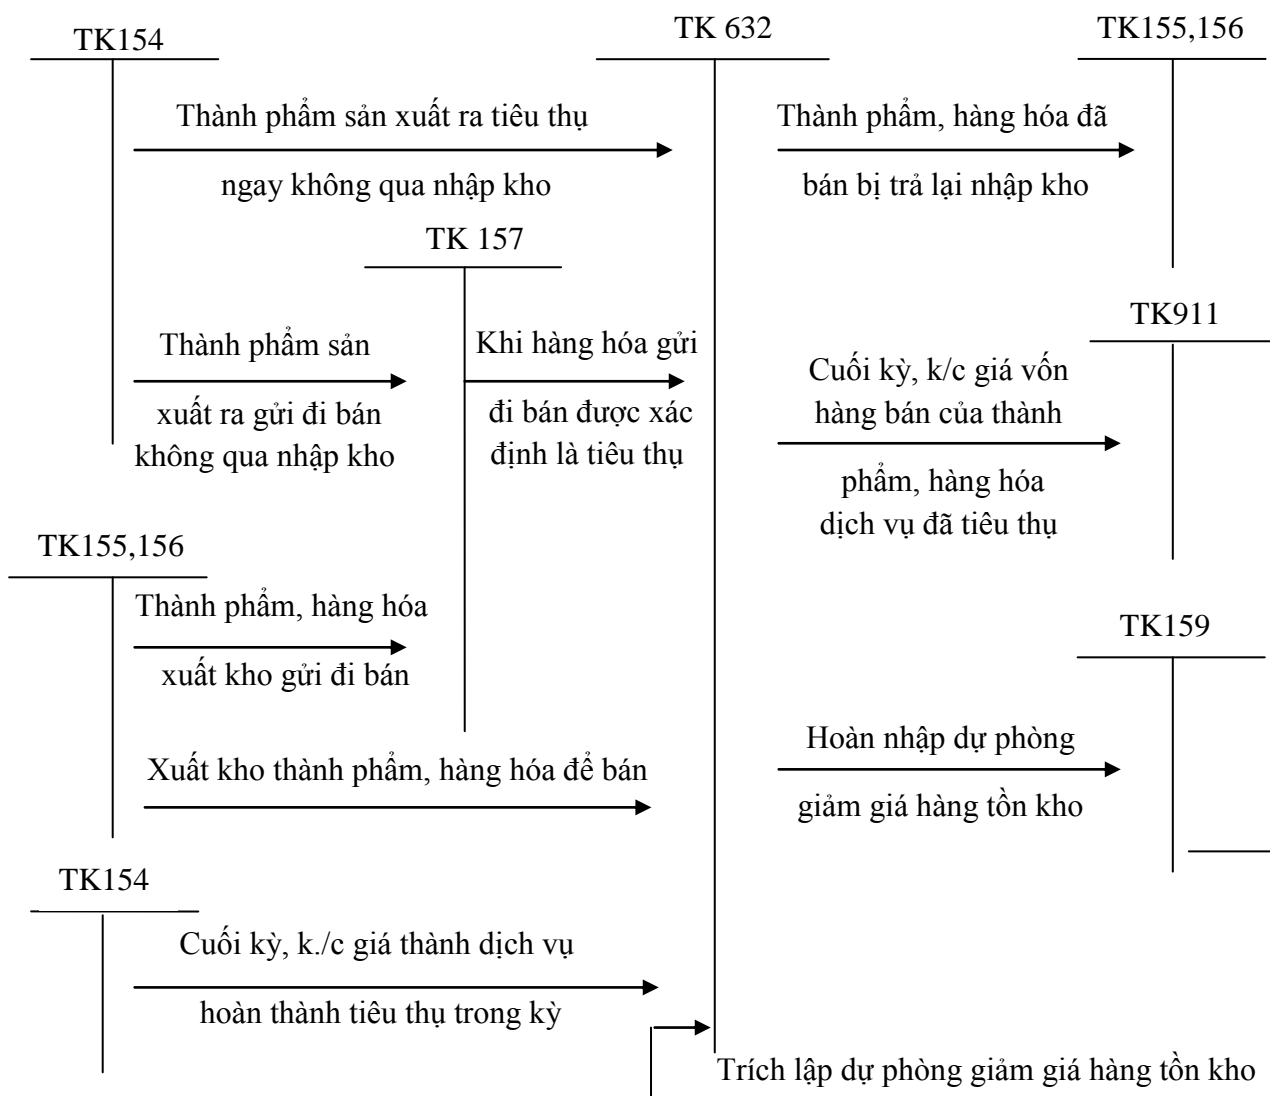 TK154
TK 632
TK155,156
Thành phẩm sản xuất ra tiêu thụ
ngay không qua nhập kho
Thành phẩm, hàng hóa đã
bán bị trả lại nhập kho
TK 157
Thành phẩm sản
xuất ra gửi đi bán
không qua nhập kho
Khi hàng hóa gửi
đi bán được xác
định là tiêu thụ
TK911
Cuối kỳ, k/c giá vốn
hàng bán của thành
phẩm, hàng hóa
dịch vụ đã tiêu thụ
TK155,156
Thành phẩm, hàng hóa
xuất kho gửi đi bán
TK159
Xuất kho thành phẩm, hàng hóa để bán
Hoàn nhập dự phòng
giảm giá hàng tồn kho
TK154
Cuối kỳ, k./c giá thành dịch vụ
hoàn thành tiêu thụ trong kỳ
Trích lập dự phòng giảm giá hàng tồn kho